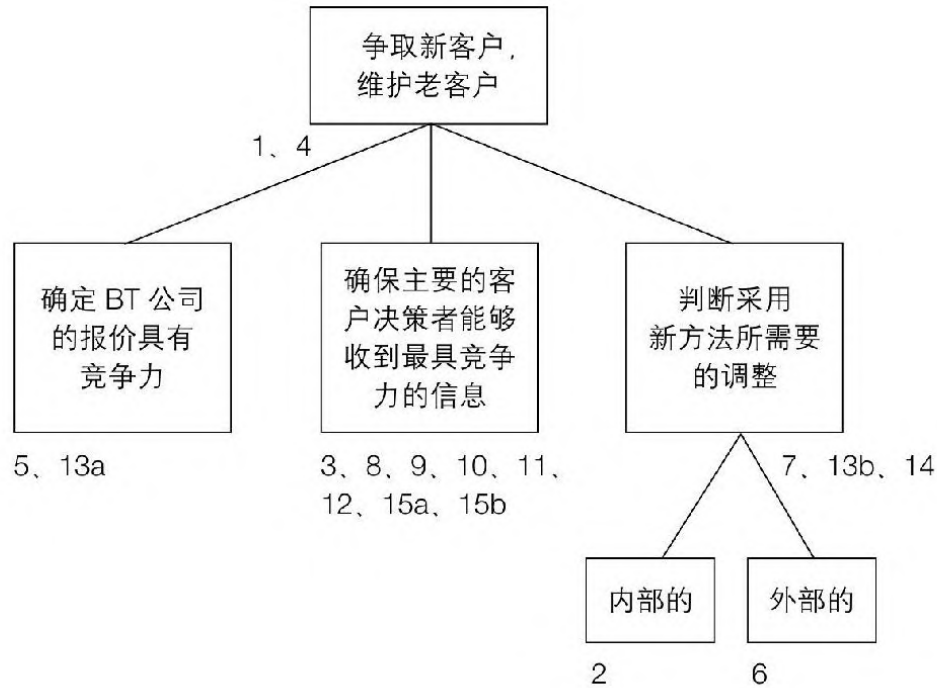 争取新客户，
维护老客户
1、4
确定 BT 公司
的报价具有
竞争力
确保主要的客
户决策者能够
收到最具竞争
力的信息
判断采用
新方法所需要
的调整
5、13a
3、8、9、10、11、
12、15a、15b
7、13b、14
内部的
外部的
2
6